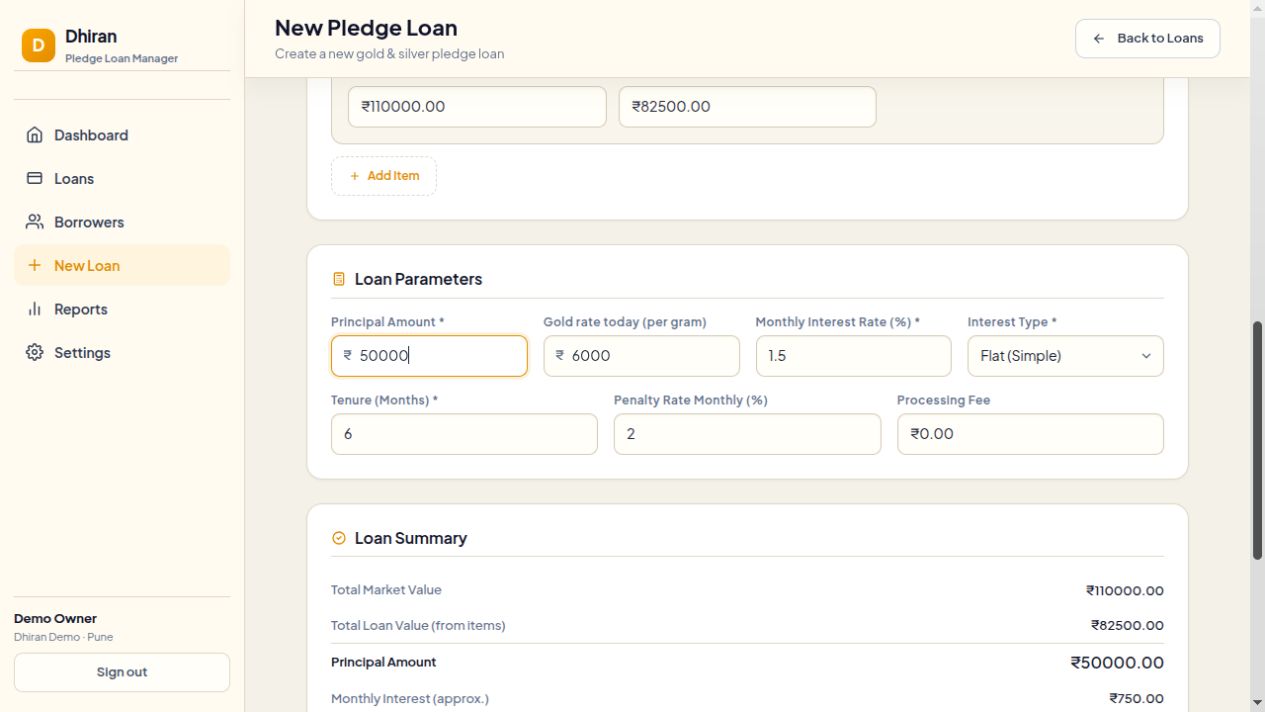 D
Dhiran
Pledge Loan Manager
Dashboard
Loans
Borrowers
New Loan
Reports
Settings
Demo Owner
Dhiran Demo · Pune
Sign out
New Pledge Loan
Create a new gold & silver pledge loan
Back to Loans
₹110000.00 ₹82500.00
+ Add Item
Loan Parameters
Principal Amount * Gold rate today (per gram) Monthly Interest Rate (%) * Interest Type *
₹ 50000 ₹ 6000 1.5 Flat (Simple)
Tenure (Months) * Penalty Rate Monthly (%) Processing Fee
6 2 ₹0.00
Loan Summary
Total Market Value ₹110000.00
Total Loan Value (from items) ₹82500.00
Principal Amount ₹50000.00
Monthly Interest (approx.) ₹750.00